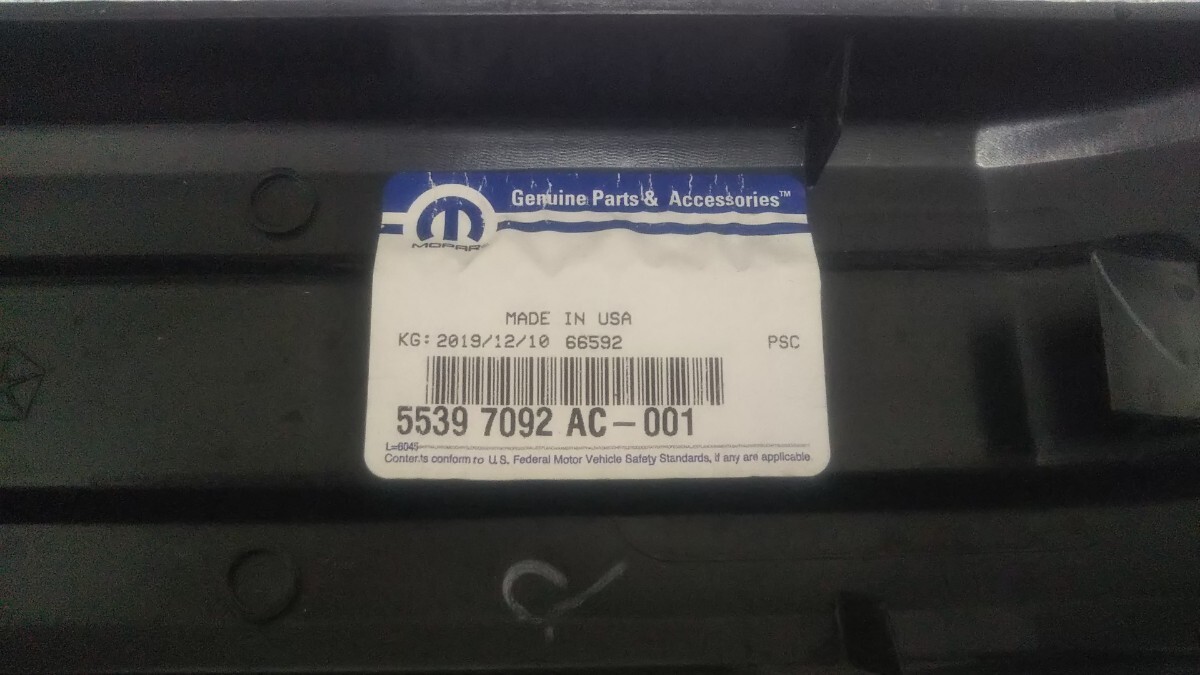 Genuine Parts & Accessories™
MOPAR®
MADE IN USA
KG: 2019/12/10 66592 PSC
5539 7092 AC-001
L=6045
Contents conform to U.S. Federal Motor Vehicle Safety Standards, if any are applicable